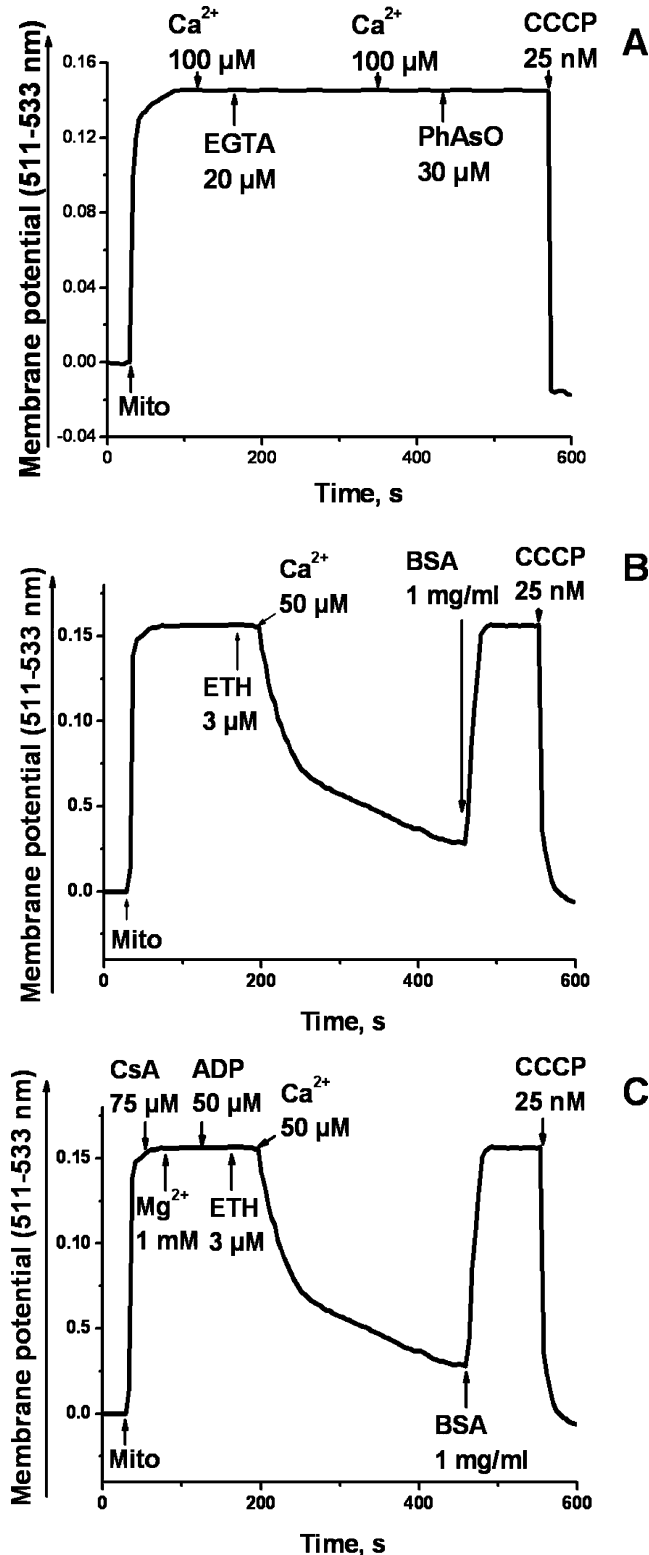 Ca2+
100 µM
Ca2+
100 µM
CCCP
25 nM
A
0.16
0.12
0.08
0.04
0.00
-0.04
Membrane potential (511-533 nm)
EGTA
20 µM
PhAsO
30 µM
Mito
200
400
600
Time, s
B
Ca2+
50 µM
BSA
1 mg/ml
CCCP
25 nM
0.15
0.10
0.5
0.0
Membrane potential (511-533 nm)
ETH
3 µM
Mito
0
200
400
600
Time, s
C
CsA
75 µM
ADP
50 µM
Ca2+
50 µM
CCCP
25 nM
0.15
0.10
0.5
0.0
Membrane potential (511-533 nm)
Mg2+
1 mM
ETH
3 µM
Mito
BSA
1 mg/ml
0
200
400
600
Time, s